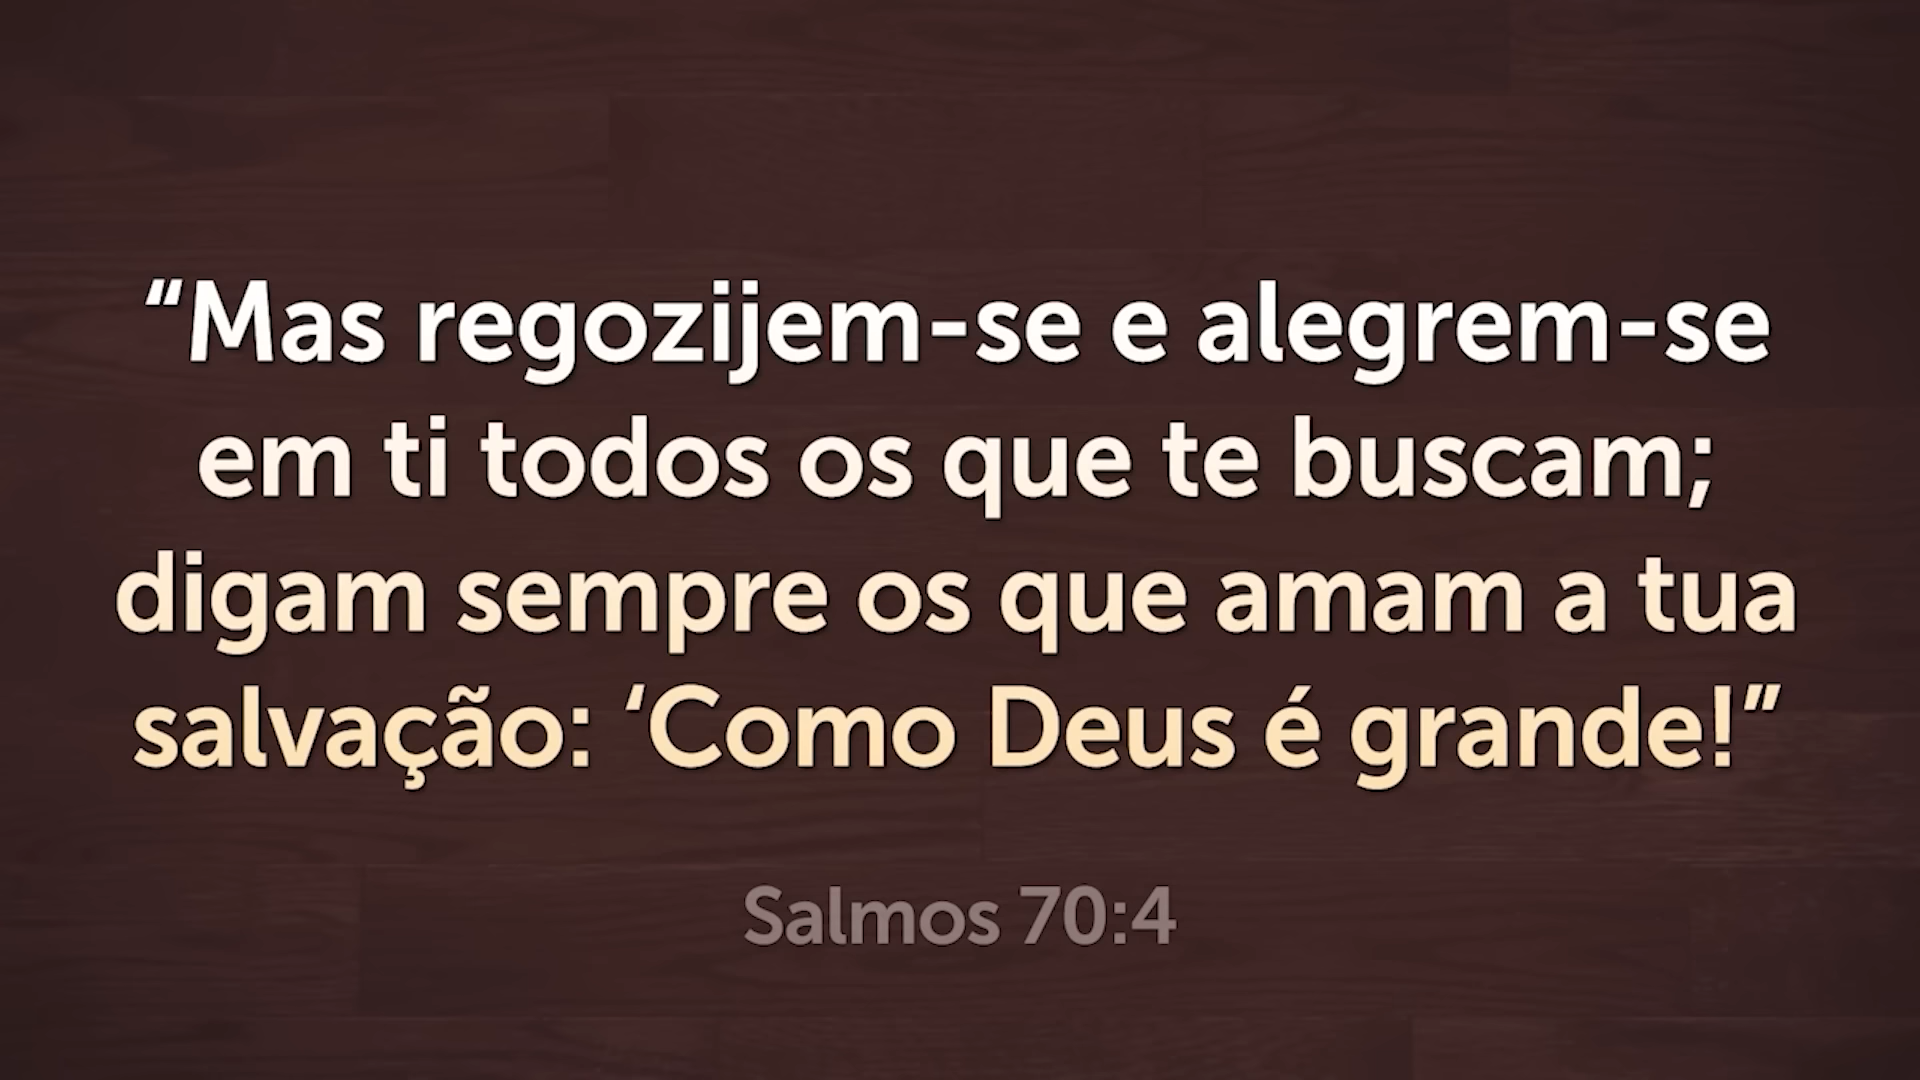 “Mas regozijem-se e alegrem-se
em ti todos os que te buscam;
digam sempre os que amam a tua
salvação: ‘Como Deus é grande!”
Salmos 70:4